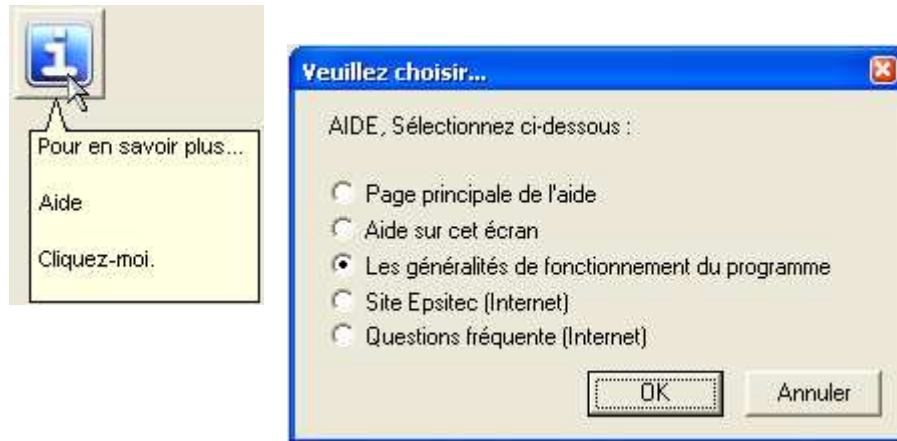 Pour en savoir plus...
Aide
Cliquez-moi.
Veuillez choisir...
AIDE, Sélectionnez ci-dessous :
Page principale de l'aide
Aide sur cet écran
Les généralités de fonctionnement du programme
Site Epsitec (Internet)
Questions fréquente (Internet)
OK
Annuler